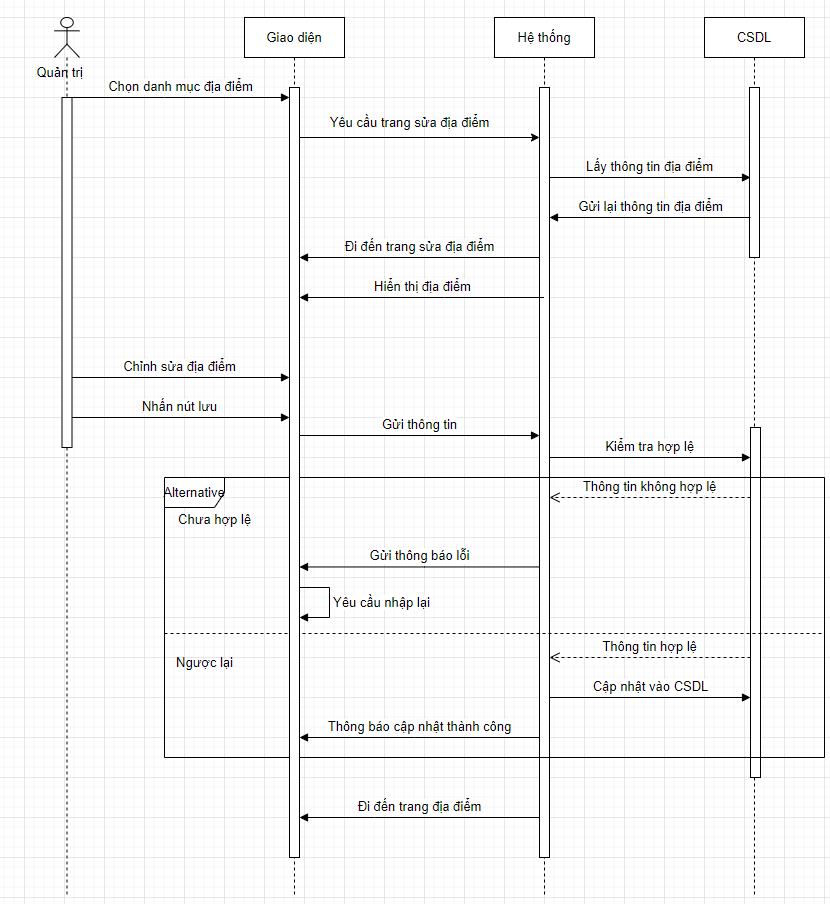 Giao diện
Hệ thống
CSDL
Quản trị
Chọn danh mục địa điểm
Yêu cầu trang sửa địa điểm
Lấy thông tin địa điểm
Gửi lại thông tin địa điểm
Đi đến trang sửa địa điểm
Hiển thị địa điểm
Chỉnh sửa địa điểm
Nhấn nút lưu
Gửi thông tin
Kiểm tra hợp lệ
Thông tin không hợp lệ
Alternative
Chưa hợp lệ
Gửi thông báo lỗi
Yêu cầu nhập lại
Thông tin hợp lệ
Ngược lại
Cập nhật vào CSDL
Thông báo cập nhật thành công
Đi đến trang địa điểm